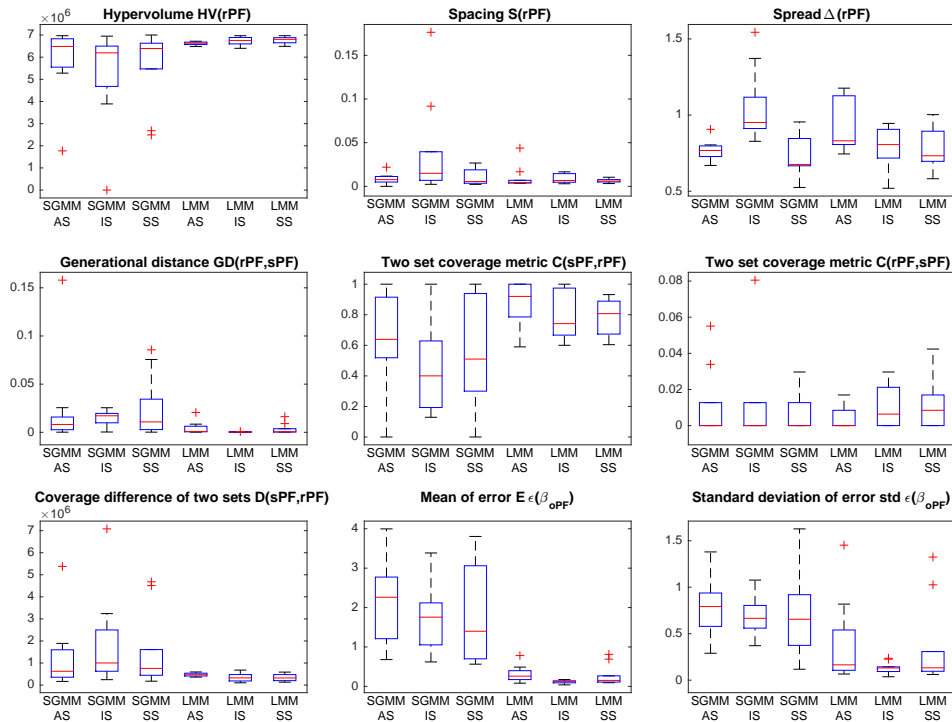 Hypervolume HV(rPF)
×10⁶
7
6
5
4
3
2
1
0
SGMM SGMM SGMM LMM LMM LMM
AS IS SS AS IS SS
Spacing S(rPF)
0.15
0.1
0.05
0
SGMM SGMM SGMM LMM LMM LMM
AS IS SS AS IS SS
Spread Δ(rPF)
1.5
1
0.5
SGMM SGMM SGMM LMM LMM LMM
AS IS SS AS IS SS
Generational distance GD(rPF,sPF)
0.15
0.1
0.05
0
SGMM SGMM SGMM LMM LMM LMM
AS IS SS AS IS SS
Two set coverage metric C(sPF,rPF)
1
0.8
0.6
0.4
0.2
0
SGMM SGMM SGMM LMM LMM LMM
AS IS SS AS IS SS
Two set coverage metric C(rPF,sPF)
0.08
0.06
0.04
0.02
0
SGMM SGMM SGMM LMM LMM LMM
AS IS SS AS IS SS
Coverage difference of two sets D(sPF,rPF)
×10⁶
7
6
5
4
3
2
1
0
SGMM SGMM SGMM LMM LMM LMM
AS IS SS AS IS SS
Mean of error E ϵ(β_oPF)
4
3
2
1
0
SGMM SGMM SGMM LMM LMM LMM
AS IS SS AS IS SS
Standard deviation of error std ϵ(β_oPF)
1.5
1
0.5
0
SGMM SGMM SGMM LMM LMM LMM
AS IS SS AS IS SS